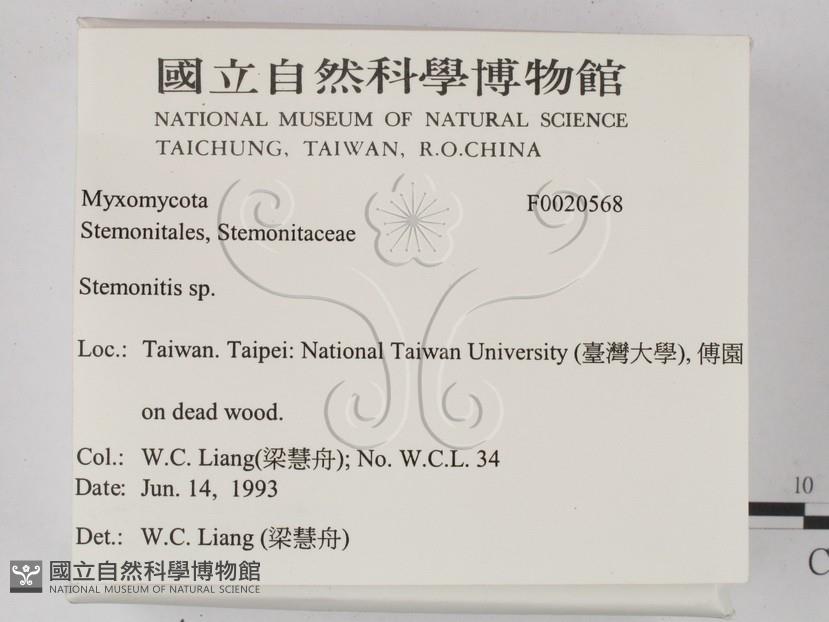 國立自然科學博物館
NATIONAL MUSEUM OF NATURAL SCIENCE
TAICHUNG, TAIWAN, R.O.CHINA
Myxomycota F0020568
Stemonitales, Stemonitaceae
Stemonitis sp.
Loc.: Taiwan. Taipei: National Taiwan University (臺灣大學), 傅園
on dead wood.
Col.: W.C. Liang(梁慧舟); No. W.C.L. 34
Date: Jun. 14, 1993
Det.: W.C. Liang (梁慧舟)
10
C
國立自然科學博物館
NATIONAL MUSEUM OF NATURAL SCIENCE